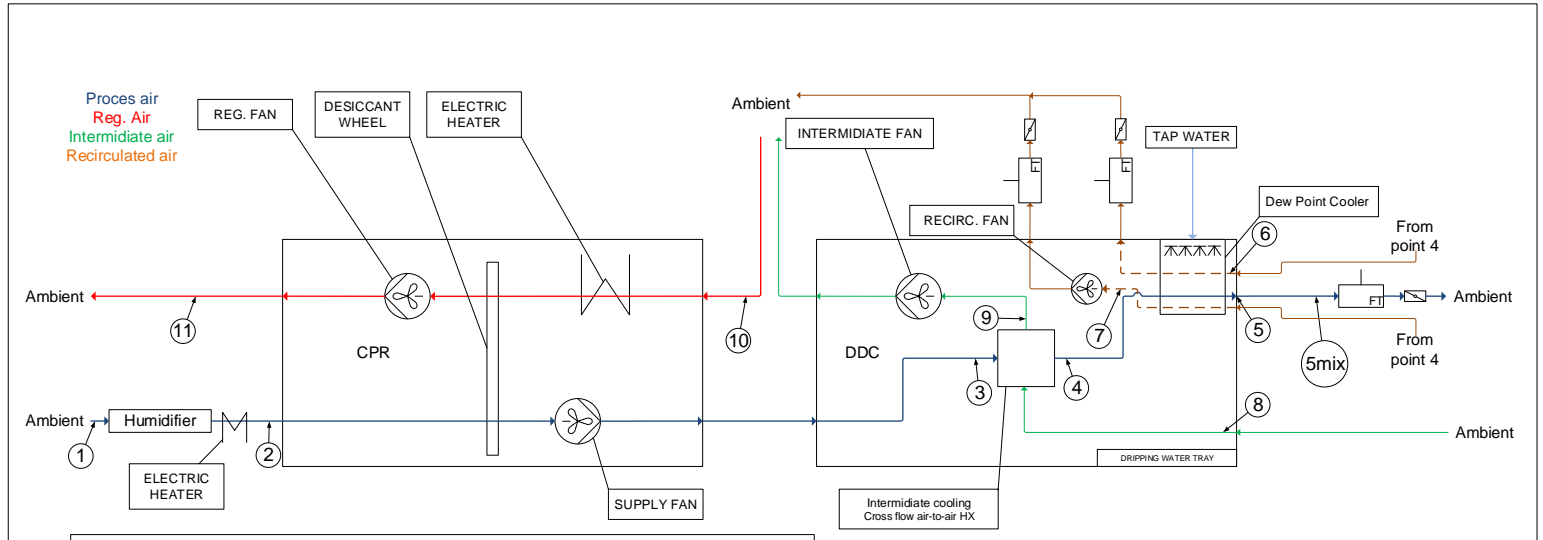 Proces air
Reg. Air
Intermidiate air
Recirculated air
REG. FAN
DESICCANT
WHEEL
ELECTRIC
HEATER
Ambient
INTERMIDIATE FAN
FT
FT
TAP WATER
RECIRC. FAN
Dew Point Cooler
6
From
point 4
Ambient
11
CPR
10
9
DDC
7
5
FT
Ambient
5mix
From
point 4
3
4
Ambient
1
Humidifier
2
8
Ambient
ELECTRIC
HEATER
SUPPLY FAN
Intermidiate cooling
Cross flow air-to-air HX
DRIPPING WATER TRAY